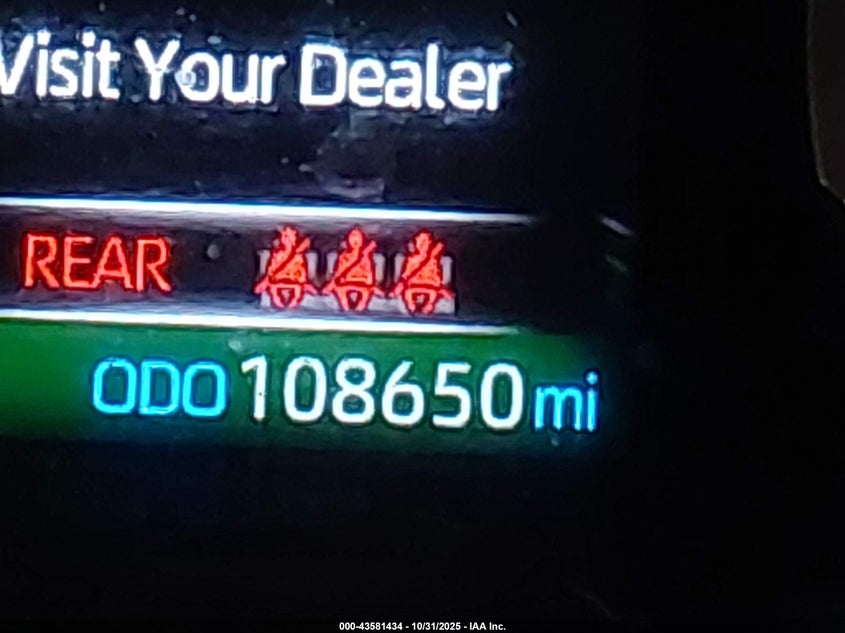 Visit Your Dealer
REAR
ODO 108650 mi
000-43581434 - 10/31/2025 - IAA Inc.